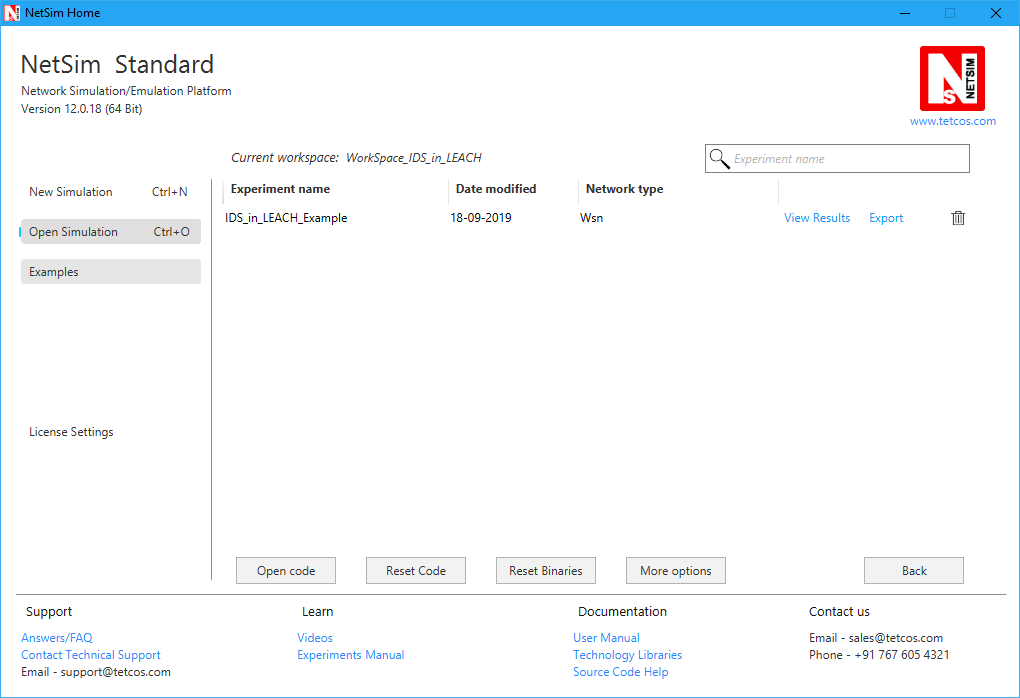 NetSim Home
NetSim Standard
Network Simulation/Emulation Platform
Version 12.0.18 (64 Bit)
NETSIM
www.tetcos.com
Current workspace: WorkSpace_IDS_in_LEACH
Experiment name
New Simulation Ctrl+N
Open Simulation Ctrl+O
Examples
License Settings
Experiment name Date modified Network type
IDS_in_LEACH_Example 18-09-2019 Wsn View Results Export
Open code Reset Code Reset Binaries More options Back
Support
Answers/FAQ
Contact Technical Support
Email - support@tetcos.com
Learn
Videos
Experiments Manual
Documentation
User Manual
Technology Libraries
Source Code Help
Contact us
Email - sales@tetcos.com
Phone - +91 767 605 4321